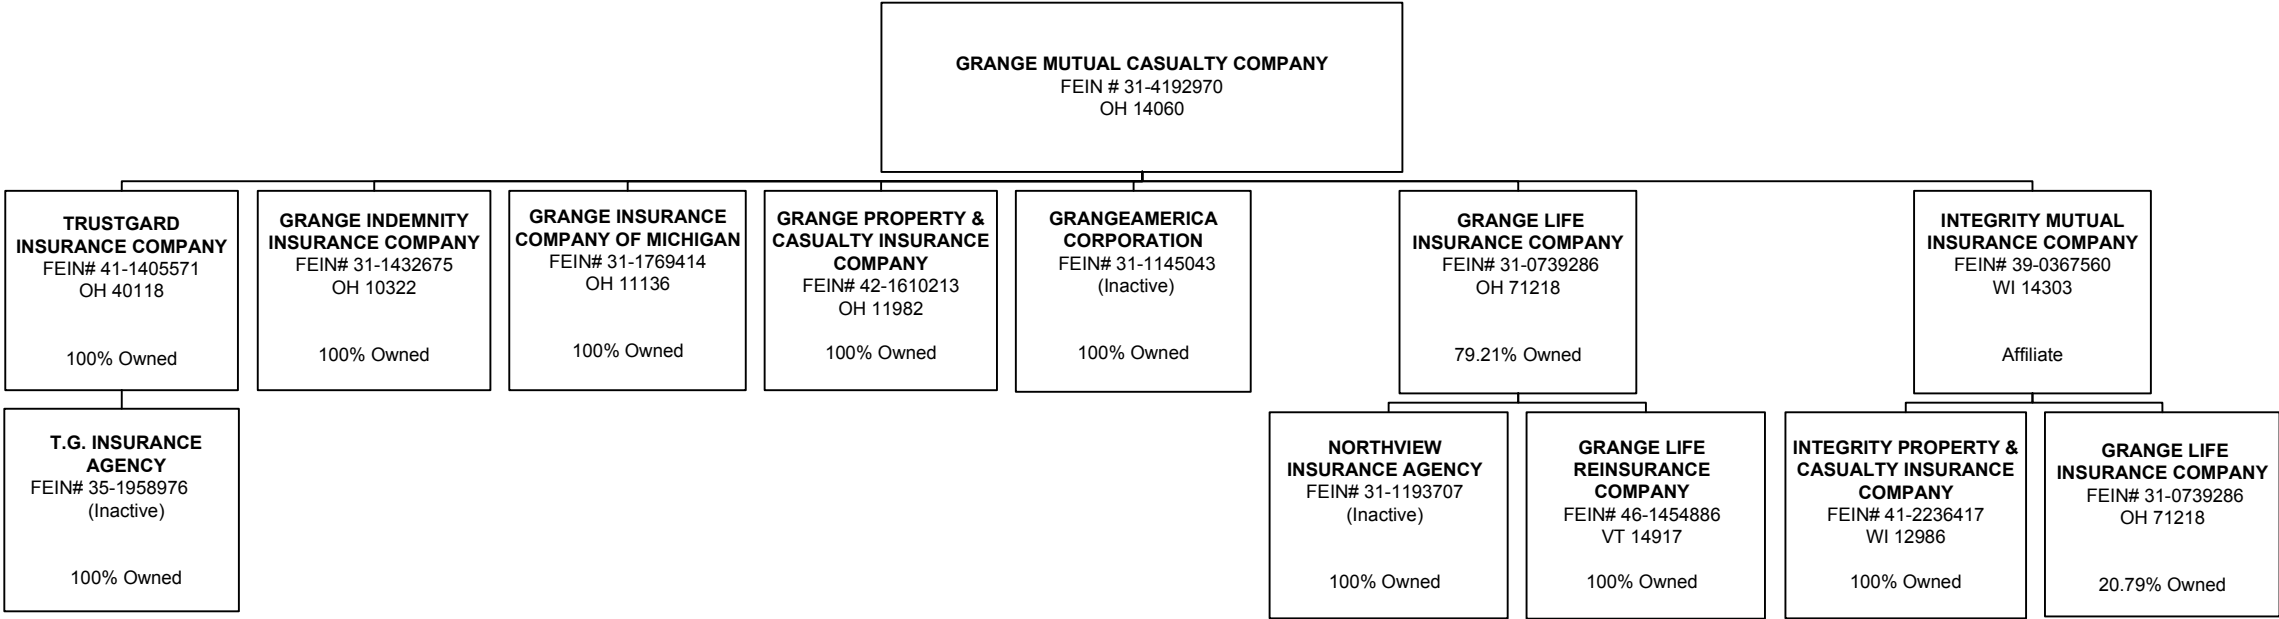 GRANGE MUTUAL CASUALTY COMPANY
FEIN # 31-4192970
OH 14060
TRUSTGARD
INSURANCE COMPANY
FEIN# 41-1405571
OH 40118
100% Owned
GRANGE INDEMNITY
INSURANCE COMPANY
FEIN# 31-1432675
OH 10322
100% Owned
GRANGE INSURANCE
COMPANY OF MICHIGAN
FEIN# 31-1769414
OH 11136
100% Owned
GRANGE PROPERTY &
CASUALTY INSURANCE
COMPANY
FEIN# 42-1610213
OH 11982
100% Owned
GRANGEAMERICA
CORPORATION
FEIN# 31-1145043
(Inactive)
100% Owned
GRANGE LIFE
INSURANCE COMPANY
FEIN# 31-0739286
OH 71218
79.21% Owned
INTEGRITY MUTUAL
INSURANCE COMPANY
FEIN# 39-0367560
WI 14303
Affiliate
T.G. INSURANCE
AGENCY
FEIN# 35-1958976
(Inactive)
100% Owned
NORTHVIEW
INSURANCE AGENCY
FEIN# 31-1193707
(Inactive)
100% Owned
GRANGE LIFE
REINSURANCE
COMPANY
FEIN# 46-1454886
VT 14917
100% Owned
INTEGRITY PROPERTY &
CASUALTY INSURANCE
COMPANY
FEIN# 41-2236417
WI 12986
100% Owned
GRANGE LIFE
INSURANCE COMPANY
FEIN# 31-0739286
OH 71218
20.79% Owned